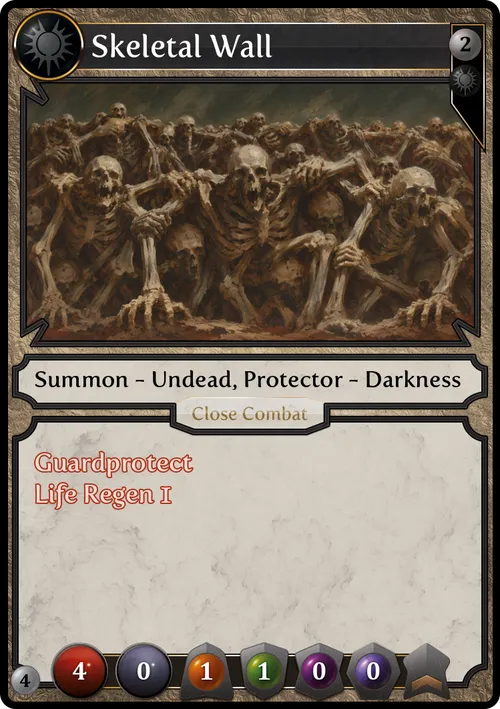 Skeletal Wall
2
Summon - Undead, Protector - Darkness
Close Combat
Guardprotect
Life Regen I
4 4* 0* 1 1 0 0